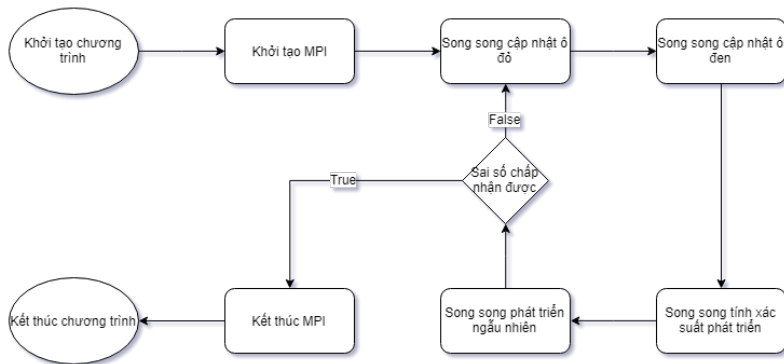 Khởi tạo chương
trình
Khởi tạo MPI
Song song cập nhật ô
đỏ
Song song cập nhật ô
đen
False
Sai số chấp
nhận được
True
Kết thúc chương trình
Kết thúc MPI
Song song phát triển
ngẫu nhiên
Song song tính xác
suất phát triển